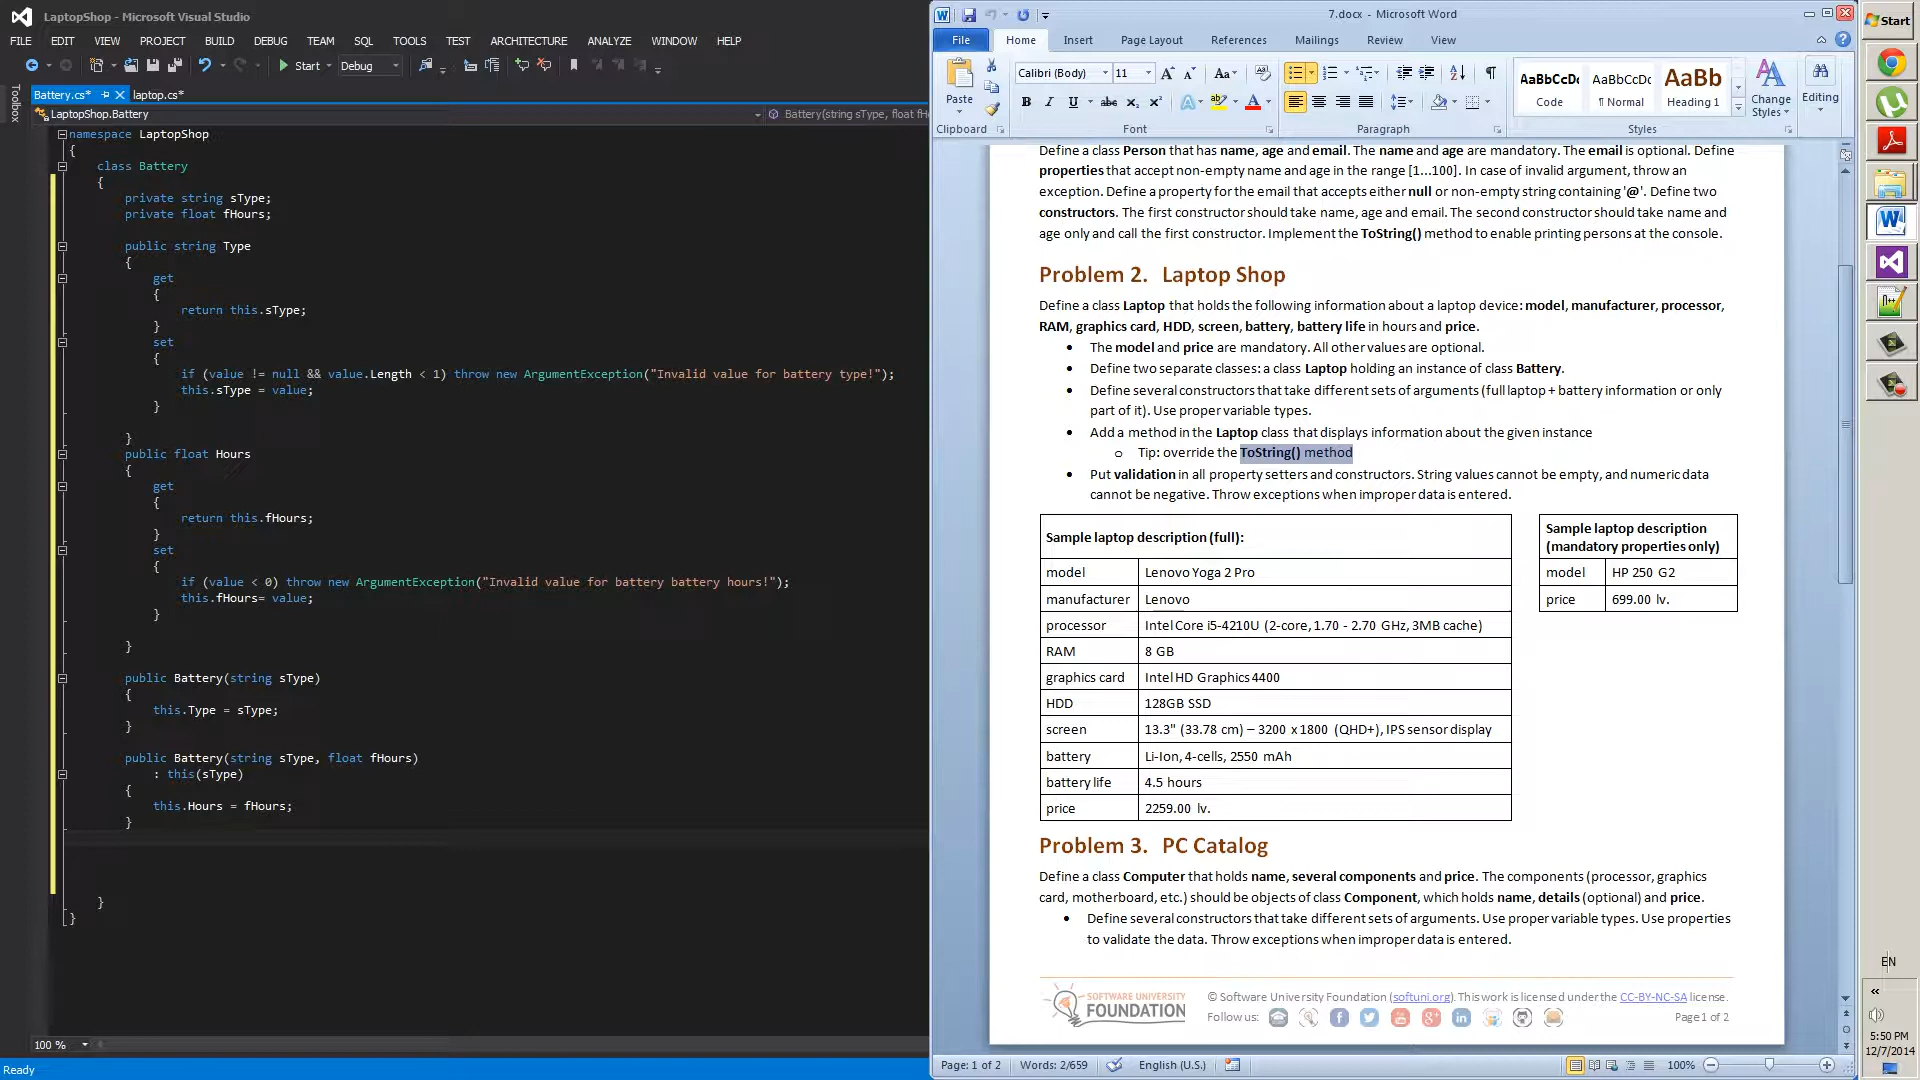 LaptopShop - Microsoft Visual Studio
FILE EDIT VIEW PROJECT BUILD DEBUG TEAM SQL TOOLS TEST ARCHITECTURE ANALYZE WINDOW HELP
Start Debug
Toolbox
Battery.cs* laptop.cs*
LaptopShop.Battery Battery(string sType, float fH
namespace LaptopShop
{
class Battery
{
private string sType;
private float fHours;
public string Type
{
get
{
return this.sType;
}
set
{
if (value != null && value.Length < 1) throw new ArgumentException("Invalid value for battery type!");
this.sType = value;
}
}
public float Hours
{
get
{
return this.fHours;
}
set
{
if (value < 0) throw new ArgumentException("Invalid value for battery battery hours!");
this.fHours= value;
}
}
public Battery(string sType)
{
this.Type = sType;
}
public Battery(string sType, float fHours)
: this(sType)
{
this.Hours = fHours;
}
}
}
100 %
Ready
7.docx - Microsoft Word
File Home Insert Page Layout References Mailings Review View
Paste
Calibri (Body) 11
AaBbCcDc AaBbCcDc AaBb
Code ¶ Normal Heading 1
Change Styles
Editing
Clipboard Font Paragraph Styles
Define a class Person that has name, age and email. The name and age are mandatory. The email is optional. Define
properties that accept non-empty name and age in the range [1...100]. In case of invalid argument, throw an
exception. Define a property for the email that accepts either null or non-empty string containing '@'. Define two
constructors. The first constructor should take name, age and email. The second constructor should take name and
age only and call the first constructor. Implement the ToString() method to enable printing persons at the console.
Problem 2. Laptop Shop
Define a class Laptop that holds the following information about a laptop device: model, manufacturer, processor,
RAM, graphics card, HDD, screen, battery, battery life in hours and price.
• The model and price are mandatory. All other values are optional.
• Define two separate classes: a class Laptop holding an instance of class Battery.
• Define several constructors that take different sets of arguments (full laptop + battery information or only
part of it). Use proper variable types.
• Add a method in the Laptop class that displays information about the given instance
o Tip: override the ToString() method
• Put validation in all property setters and constructors. String values cannot be empty, and numeric data
cannot be negative. Throw exceptions when improper data is entered.
Sample laptop description (full):
model Lenovo Yoga 2 Pro
manufacturer Lenovo
processor Intel Core i5-4210U (2-core, 1.70 - 2.70 GHz, 3MB cache)
RAM 8 GB
graphics card Intel HD Graphics 4400
HDD 128GB SSD
screen 13.3" (33.78 cm) – 3200 x 1800 (QHD+), IPS sensor display
battery Li-Ion, 4-cells, 2550 mAh
battery life 4.5 hours
price 2259.00 lv.
Sample laptop description
(mandatory properties only)
model HP 250 G2
price 699.00 lv.
Problem 3. PC Catalog
Define a class Computer that holds name, several components and price. The components (processor, graphics
card, motherboard, etc.) should be objects of class Component, which holds name, details (optional) and price.
• Define several constructors that take different sets of arguments. Use proper variable types. Use properties
to validate the data. Throw exceptions when improper data is entered.
SOFTWARE UNIVERSITY
FOUNDATION
© Software University Foundation (softuni.org). This work is licensed under the CC-BY-NC-SA license.
Follow us:
Page 1 of 2
Page: 1 of 2 Words: 2/659 English (U.S.) 100%
Start
EN
«
5:50 PM
12/7/2014